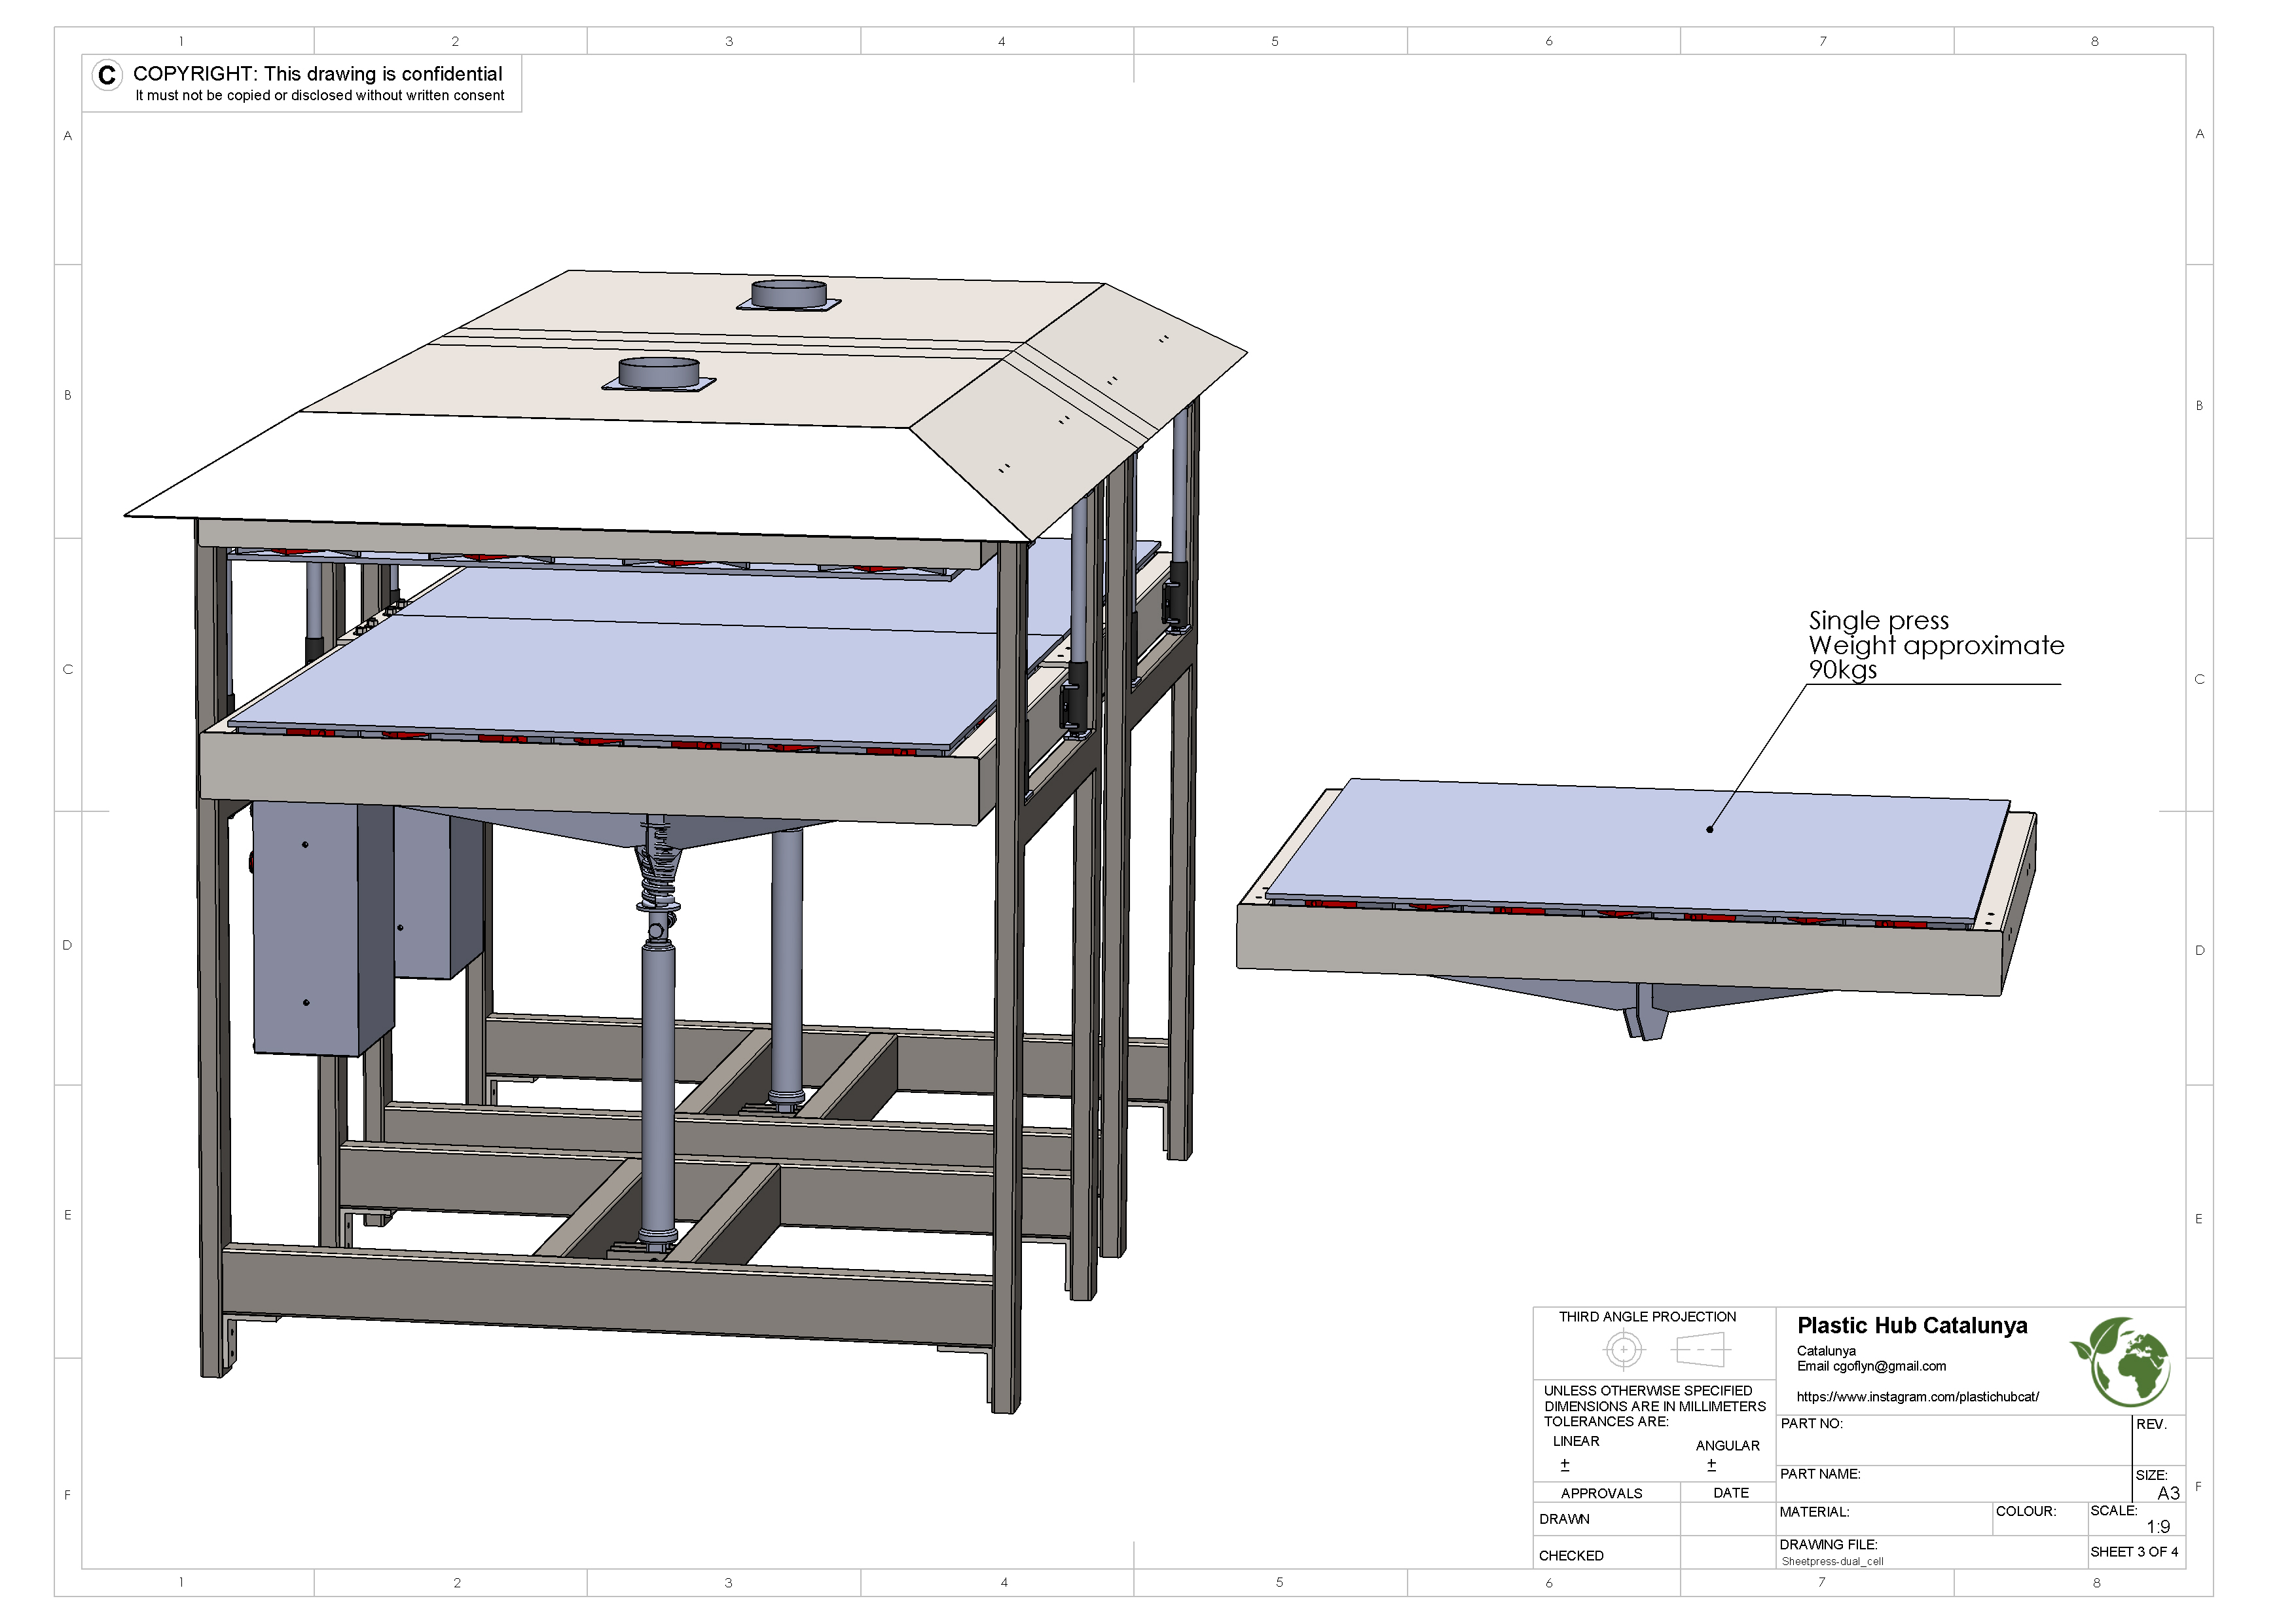 1 2 3 4 5 6 7 8
C COPYRIGHT: This drawing is confidential
It must not be copied or disclosed without written consent
A A
B B
C C
D D
E E
F F
Single press
Weight approximate
90kgs
THIRD ANGLE PROJECTION
UNLESS OTHERWISE SPECIFIED
DIMENSIONS ARE IN MILLIMETERS
TOLERANCES ARE:
LINEAR ANGULAR
± ±
APPROVALS DATE
DRAWN
CHECKED
Plastic Hub Catalunya
Catalunya
Email cgoflyn@gmail.com
https://www.instagram.com/plastichubcat/
PART NO: REV.
PART NAME: SIZE:
A3
MATERIAL: COLOUR: SCALE:
1:9
DRAWING FILE:
Sheetpress-dual_cell
SHEET 3 OF 4
1 2 3 4 5 6 7 8